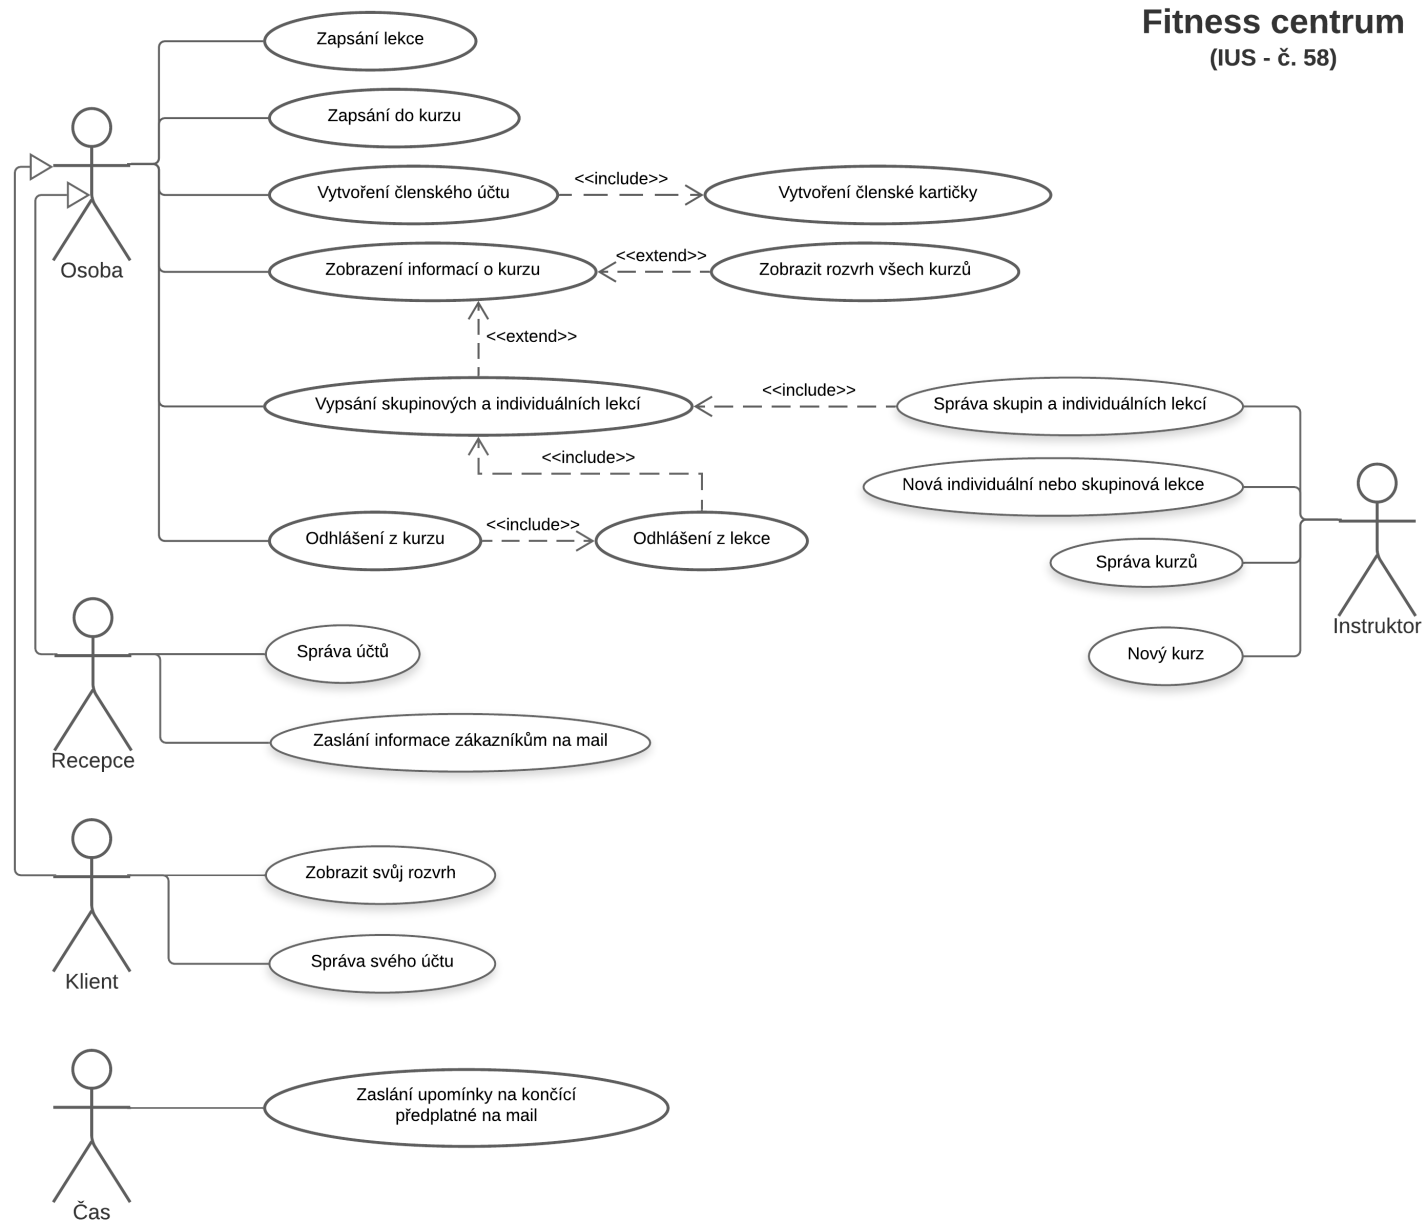 Fitness centrum
(IUS - č. 58)
Zapsání lekce
Zapsání do kurzu
Vytvoření členského účtu
<<include>>
Vytvoření členské kartičky
Zobrazení informací o kurzu
<<extend>>
Zobrazit rozvrh všech kurzů
Osoba
<<extend>>
Vypsání skupinových a individuálních lekcí
<<include>>
Správa skupin a individuálních lekcí
<<include>>
Nová individuální nebo skupinová lekce
Odhlášení z kurzu
<<include>>
Odhlášení z lekce
Správa kurzů
Instruktor
Nový kurz
Správa účtů
Zaslání informace zákazníkům na mail
Recepce
Zobrazit svůj rozvrh
Správa svého účtu
Klient
Zaslání upomínky na končící
předplatné na mail
Čas